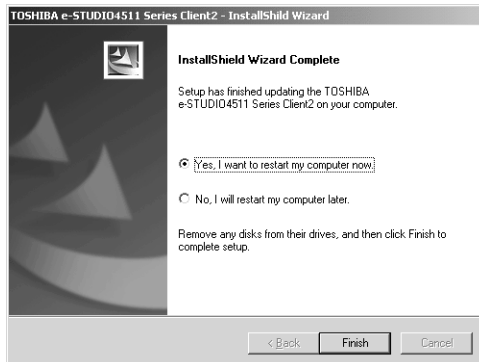 TOSHIBA e-STUDIO4511 Series Client2 - InstallShild Wizard
InstallShield Wizard Complete
Setup has finished updating the TOSHIBA
e-STUDIO4511 Series Client2 on your computer.
Yes, I want to restart my computer now.
No, I will restart my computer later.
Remove any disks from their drives, and then click Finish to
complete setup.
< Back
Finish
Cancel